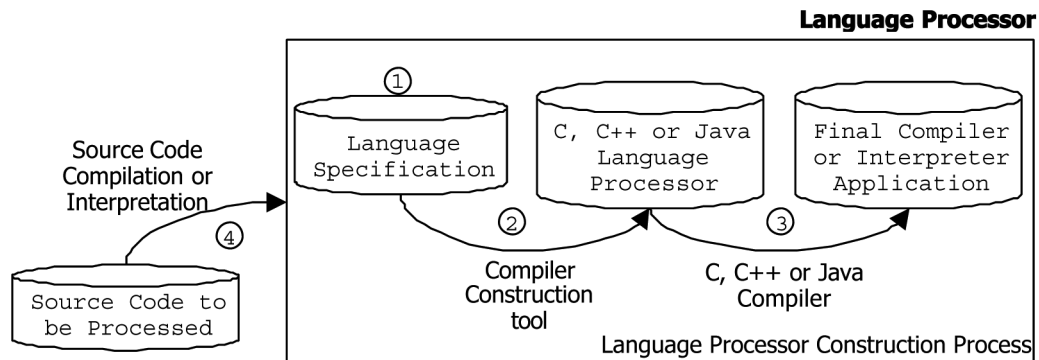 Language Processor
1
Language
Specification
C, C++ or Java
Language
Processor
Final Compiler
or Interpreter
Application
Source Code
Compilation or
Interpretation
4
2
3
Compiler
Construction
tool
C, C++ or Java
Compiler
Source Code to
be Processed
Language Processor Construction Process